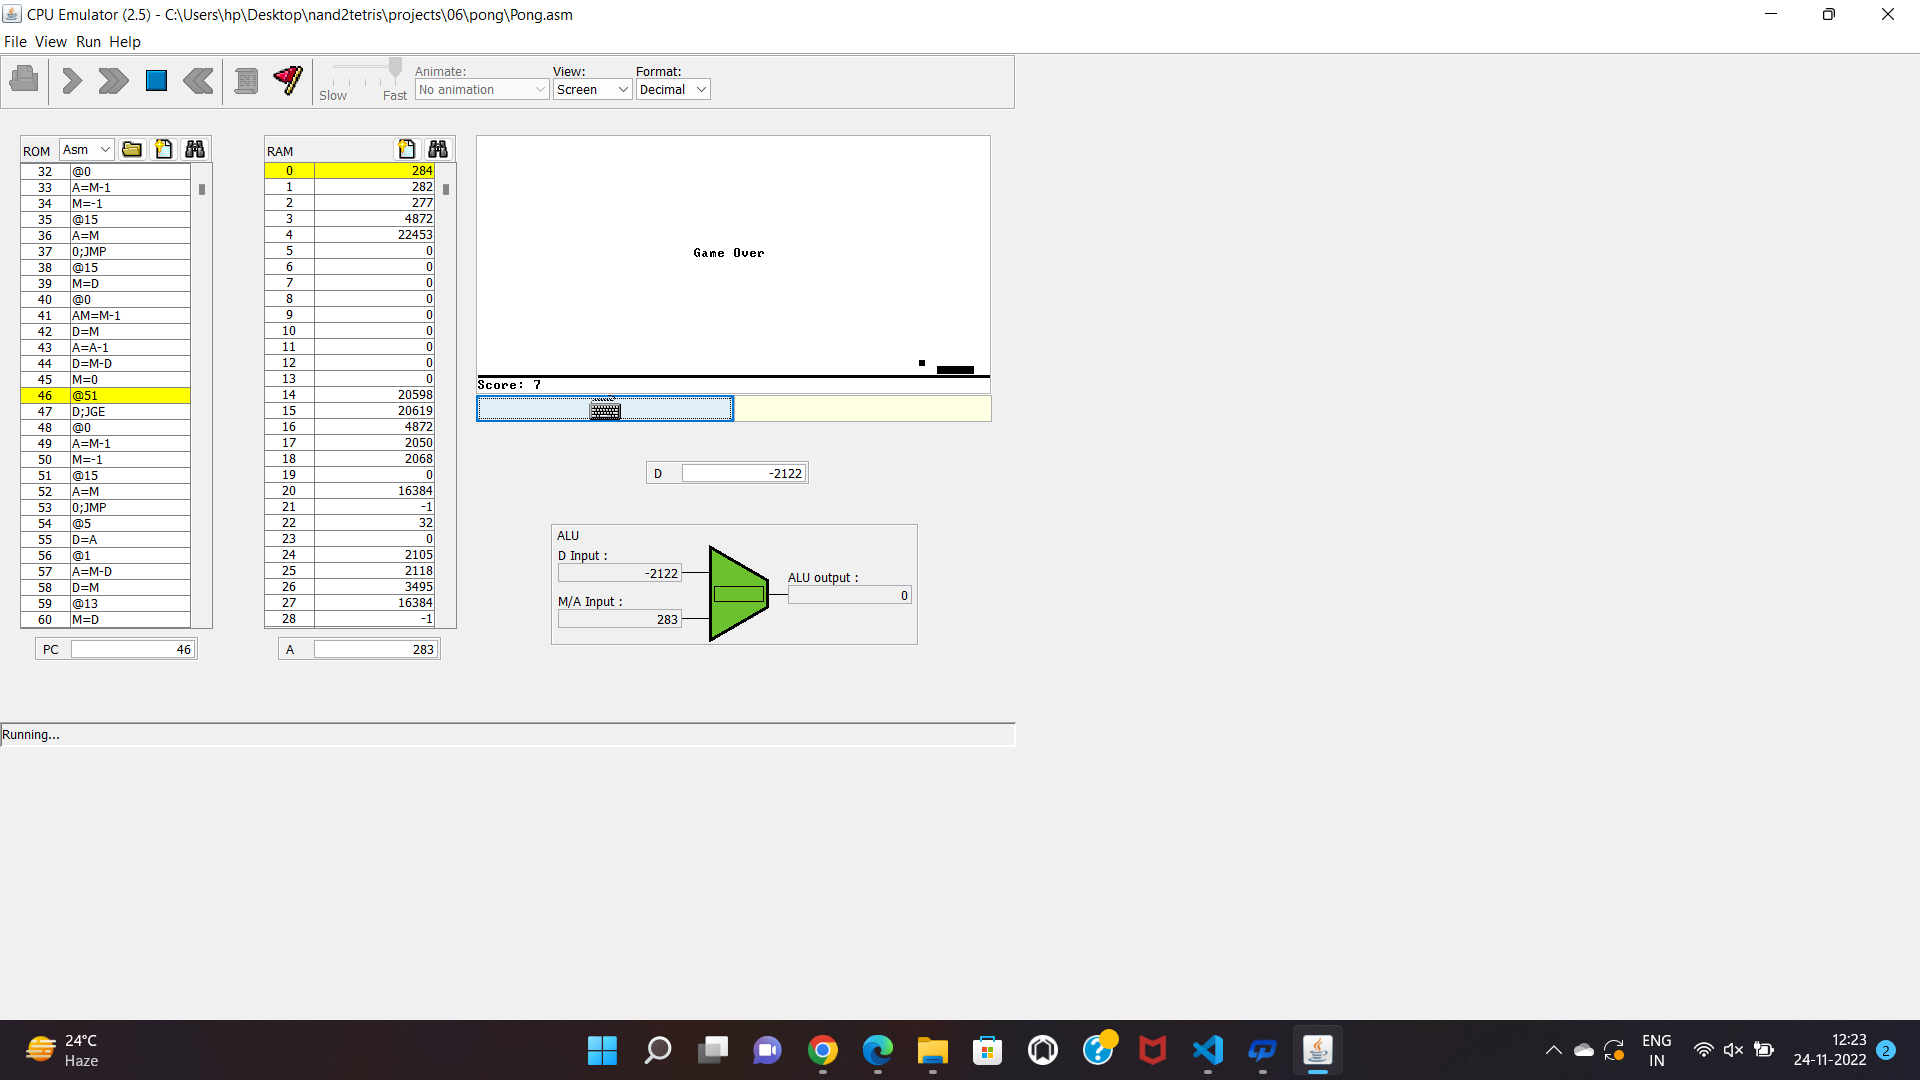 CPU Emulator (2.5) - C:\Users\hp\Desktop\nand2tetris\projects\06\pong\Pong.asm
File View Run Help
Slow Fast
Animate:
No animation
View:
Screen
Format:
Decimal
ROM Asm
32 @0
33 A=M-1
34 M=-1
35 @15
36 A=M
37 0;JMP
38 @15
39 M=D
40 @0
41 AM=M-1
42 D=M
43 A=A-1
44 D=M-D
45 M=0
46 @51
47 D;JGE
48 @0
49 A=M-1
50 M=-1
51 @15
52 A=M
53 0;JMP
54 @5
55 D=A
56 @1
57 A=M-D
58 D=M
59 @13
60 M=D
PC 46
RAM
0 284
1 282
2 277
3 4872
4 22453
5 0
6 0
7 0
8 0
9 0
10 0
11 0
12 0
13 0
14 20598
15 20619
16 4872
17 2050
18 2068
19 0
20 16384
21 -1
22 32
23 0
24 2105
25 2118
26 3495
27 16384
28 -1
A 283
Game Over
Score: 7
D -2122
ALU
D Input :
-2122
M/A Input :
283
ALU output :
0
Running...
24°C
Haze
ENG
IN
12:23
24-11-2022
2